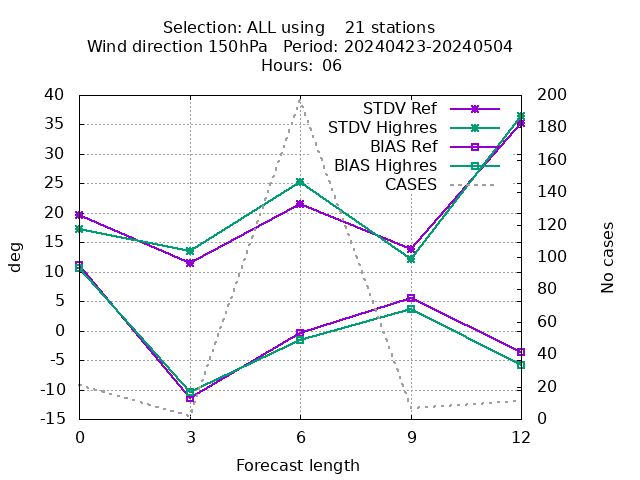 Selection: ALL using    21 stations
Wind direction 150hPa   Period: 20240423-20240504
Hours:  06
STDV Ref
STDV Highres
BIAS Ref
BIAS Highres
CASES
40
35
30
25
20
15
10
5
0
-5
-10
-15
200
180
160
140
120
100
80
60
40
20
0
deg
No cases
0 3 6 9 12
Forecast length